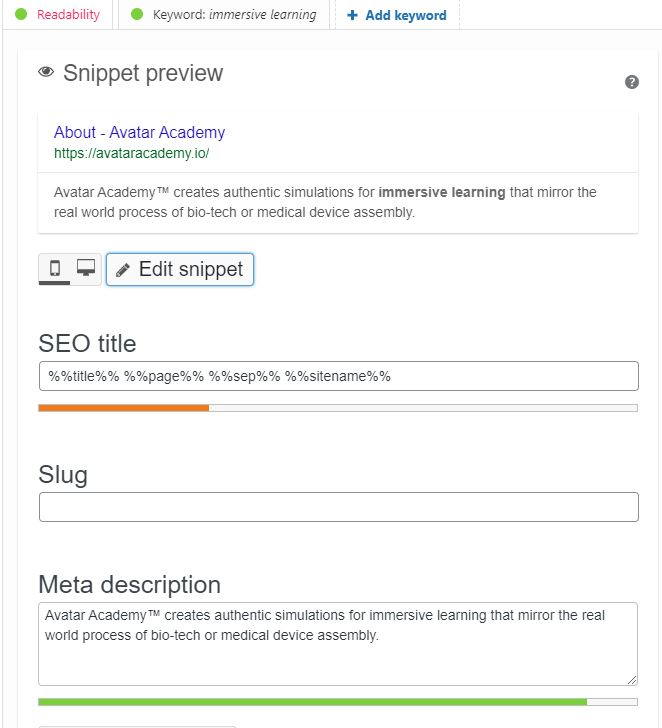 Readability
Keyword: immersive learning
+ Add keyword
Snippet preview
?
About - Avatar Academy
https://avataracademy.io/
Avatar Academy™ creates authentic simulations for immersive learning that mirror the
real world process of bio-tech or medical device assembly.
Edit snippet
SEO title
%%title%% %%page%% %%sep%% %%sitename%%
Slug
Meta description
Avatar Academy™ creates authentic simulations for immersive learning that mirror the real
world process of bio-tech or medical device assembly.